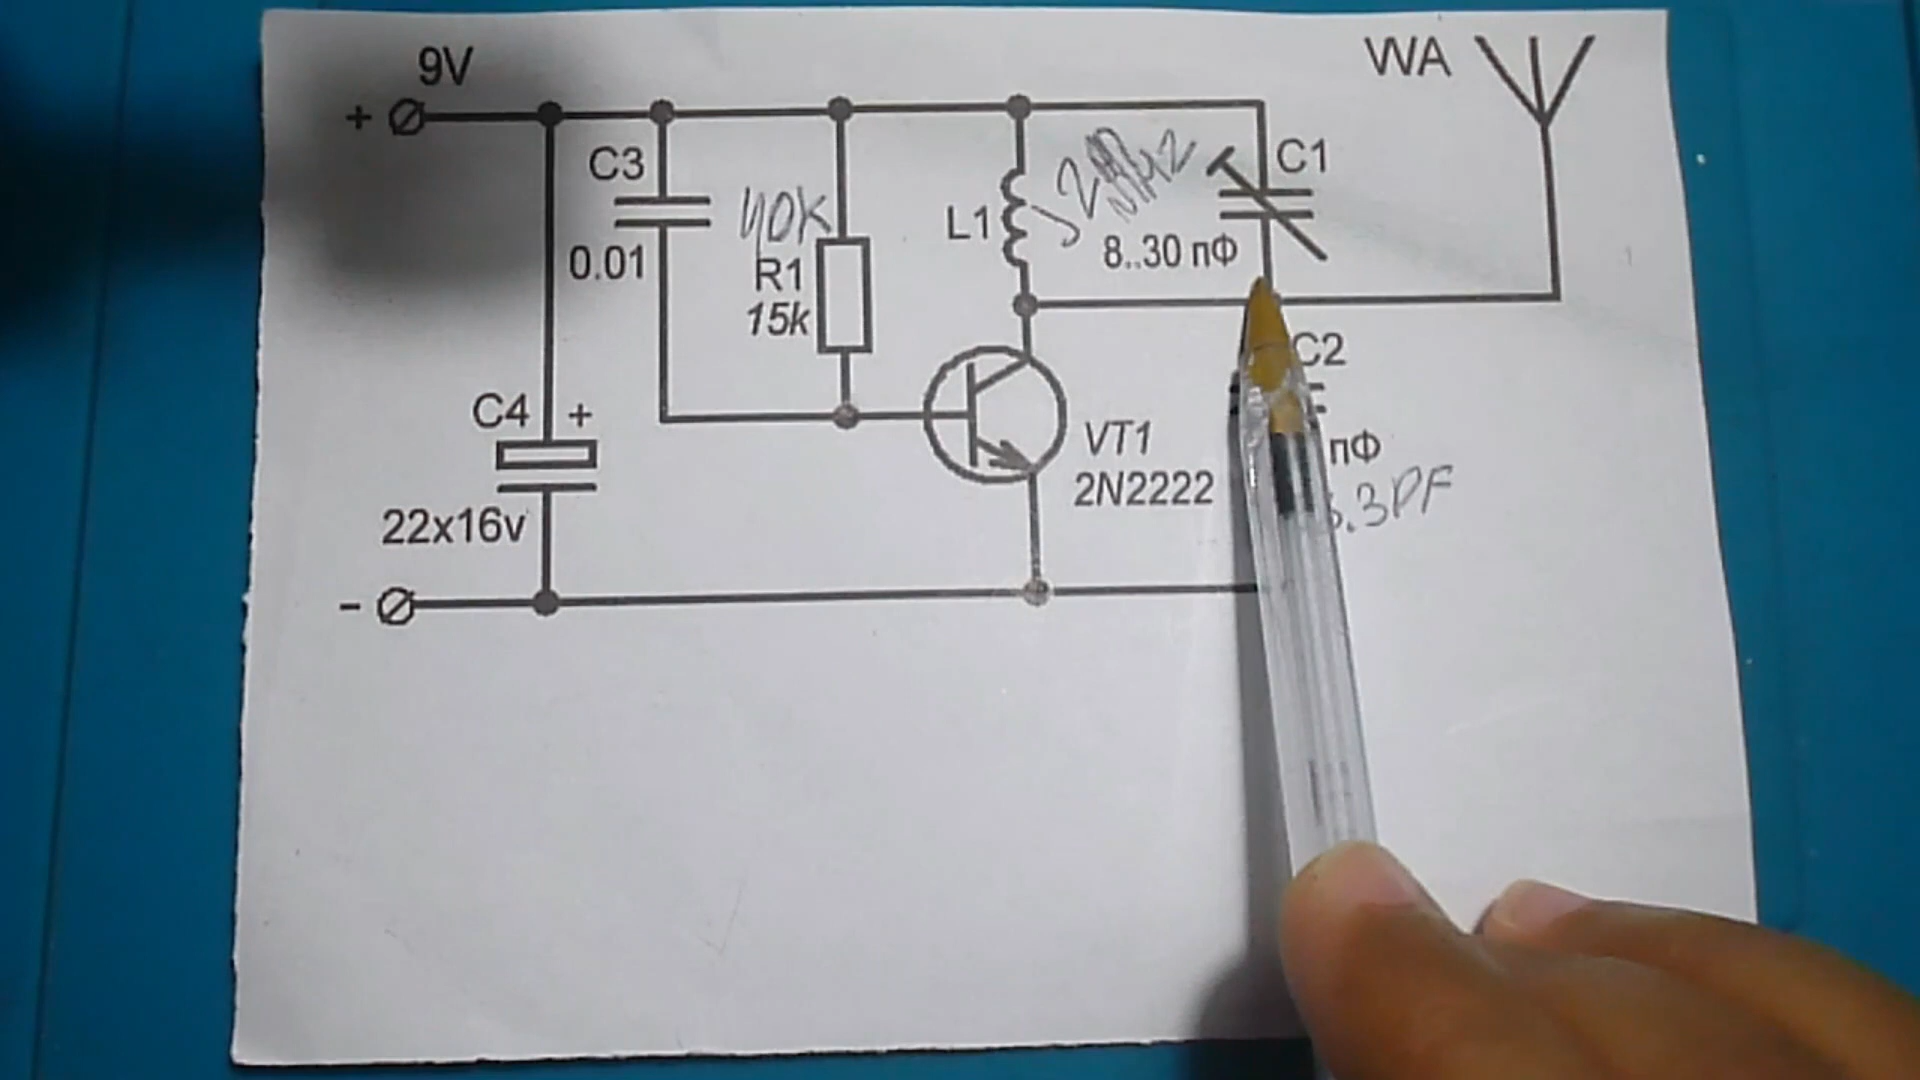 9V
WA
+
C3
C1
40K
L1
0.01
R1
8..30 пФ
15k
C2
C4 +
VT1
пФ
2N2222
.3PF
22x16v
-